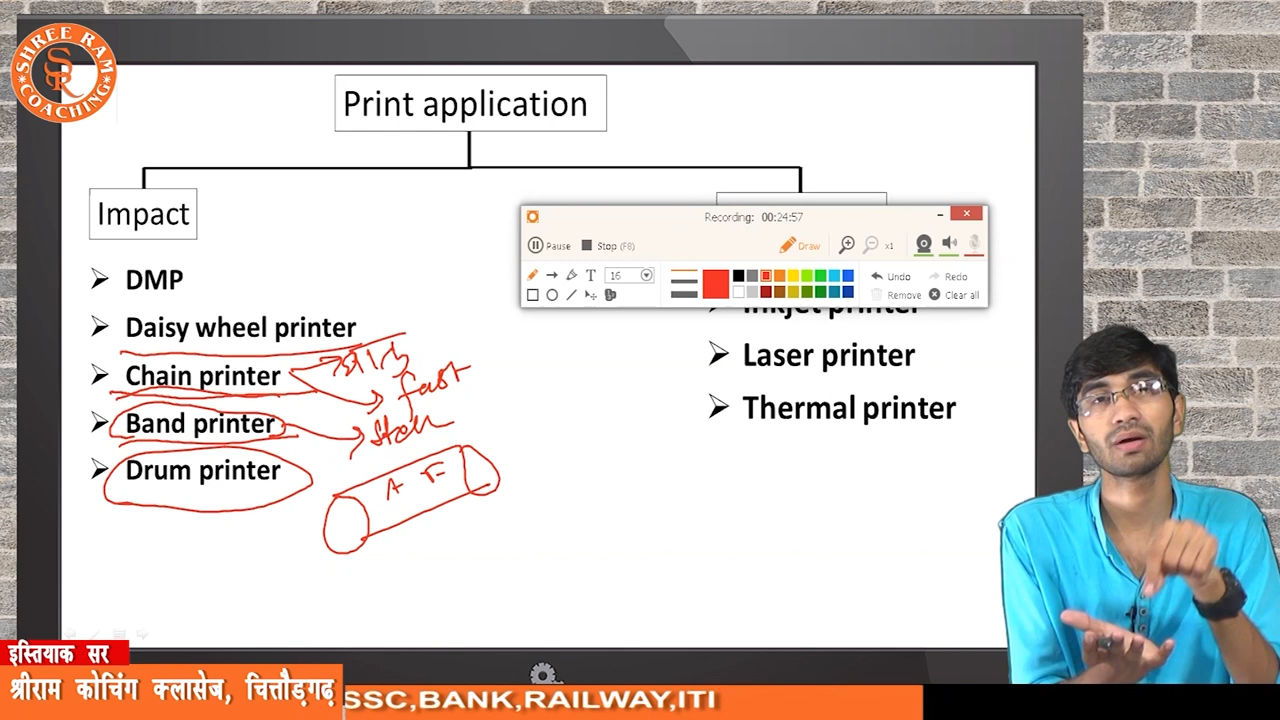 SHREE RAM
SR
COACHING
Print application
Impact
Recording: 00:24:57
Pause
Stop (F8)
Draw
x1
T
16
Undo
Redo
Remove
Clear all
➢ DMP
➢ Daisy wheel printer
➢ Chain printer
fast
➢ Band printer
➢ Drum printer
A F
Inkjet printer
➢ Laser printer
➢ Thermal printer
इस्तियाक सर
श्रीराम कोचिंग क्लासेज, चित्तौड़गढ़
SSC,BANK,RAILWAY,ITI